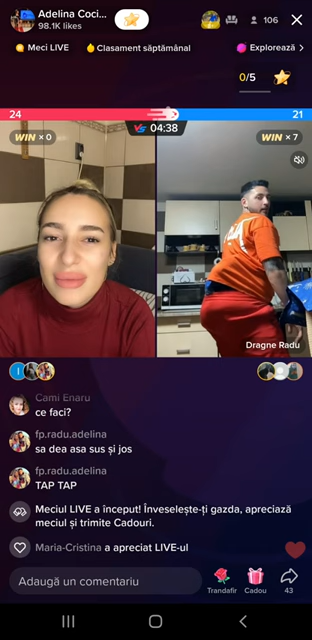 Adelina Coci...
98.1K likes
106
Meci LIVE
Clasament săptămânal
Explorează >
0/5
24
VS 04:38
21
WIN × 0
WIN × 7
Dragne Radu
Cami Enaru
ce faci?
fp.radu.adelina
sa dea asa sus și jos
fp.radu.adelina
TAP TAP
Meciul LIVE a început! Înveselește-ți gazda, apreciază
meciul și trimite Cadouri.
Maria-Cristina a apreciat LIVE-ul
Adaugă un comentariu
Trandafir
Cadou
43